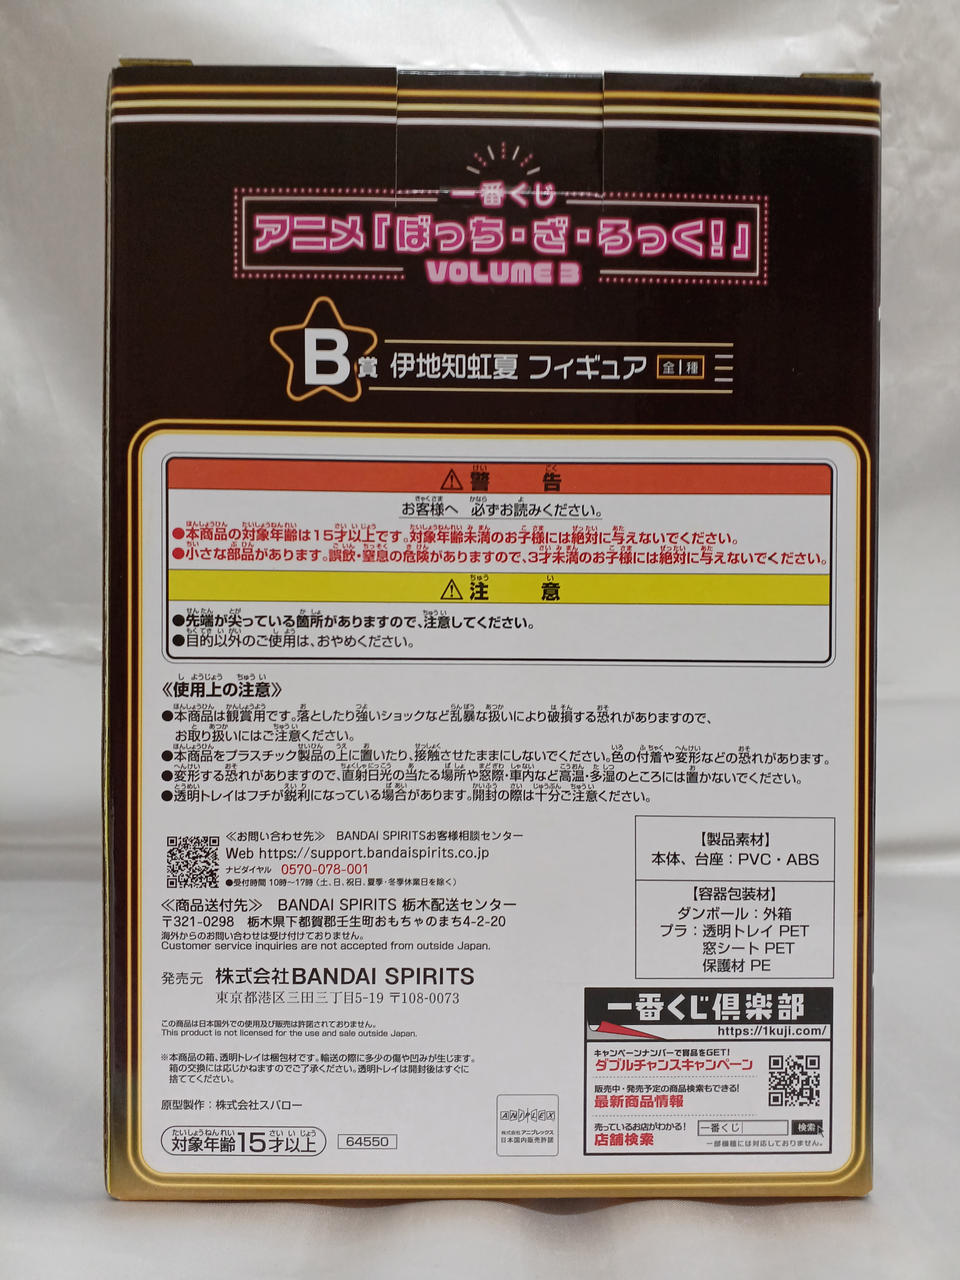 一番くじ
アニメ「ぼっち・ざ・ろっく!」
VOLUME 3
B賞 伊地知虹夏 フィギュア 全1種
⚠警告
お客様へ 必ずお読みください。
●本商品の対象年齢は15才以上です。対象年齢未満のお子様には絶対に与えないでください。
●小さな部品があります。誤飲・窒息の危険がありますので、3才未満のお子様には絶対に与えないでください。
⚠注意
●先端が尖っている箇所がありますので、注意してください。
●目的以外のご使用は、おやめください。
《使用上の注意》
●本商品は観賞用です。落としたり強いショックなど乱暴な扱いにより破損する恐れがありますので、
お取り扱いにはご注意ください。
●本商品をプラスチック製品の上に置いたり、接触させたままにしないでください。色の付着や変形などの恐れがあります。
●変形する恐れがありますので、直射日光の当たる場所や窓際・車内など高温・多湿のところには置かないでください。
●透明トレイはフチが鋭利になっている場合があります。開封の際は十分ご注意ください。
≪お問い合わせ先≫ BANDAI SPIRITSお客様相談センター
Web https://support.bandaispirits.co.jp
ナビダイヤル 0570-078-001
●受付時間 10時〜17時(土、日、祝日、夏季・冬季休業日を除く)
≪商品送付先≫ BANDAI SPIRITS 栃木配送センター
〒321-0298 栃木県下都賀郡壬生町おもちゃのまち4-2-20
海外からのお問い合わせは受け付けておりません。
Customer service inquiries are not accepted from outside Japan.
発売元 株式会社BANDAI SPIRITS
東京都港区三田三丁目5-19 〒108-0073
この商品は日本国外での使用及び販売は許諾されておりません。
This product is not licensed for the use and sale outside Japan.
※本商品の箱、透明トレイは梱包材です。輸送の際に多少の傷や凹みが生じます。
箱の交換には応じかねますのでご了承ください。透明トレイは開封後はすぐに
捨ててください。
原型製作:株式会社スパロー
対象年齢15才以上
64550
ANIPLEX
株式会社アニプレックス
日本国内販売許諾
【製品素材】
本体、台座:PVC・ABS
【容器包装材】
ダンボール:外箱
プラ:透明トレイ PET
窓シート PET
保護材 PE
一番くじ倶楽部
https://1kuji.com/
キャンペーンナンバーで賞品をGET!
ダブルチャンスキャンペーン
販売中・発売予定の商品検索もできる!
最新商品情報
売っているお店がわかる!
店舗検索
一番くじ 検索
一部機種には対応しておりません。